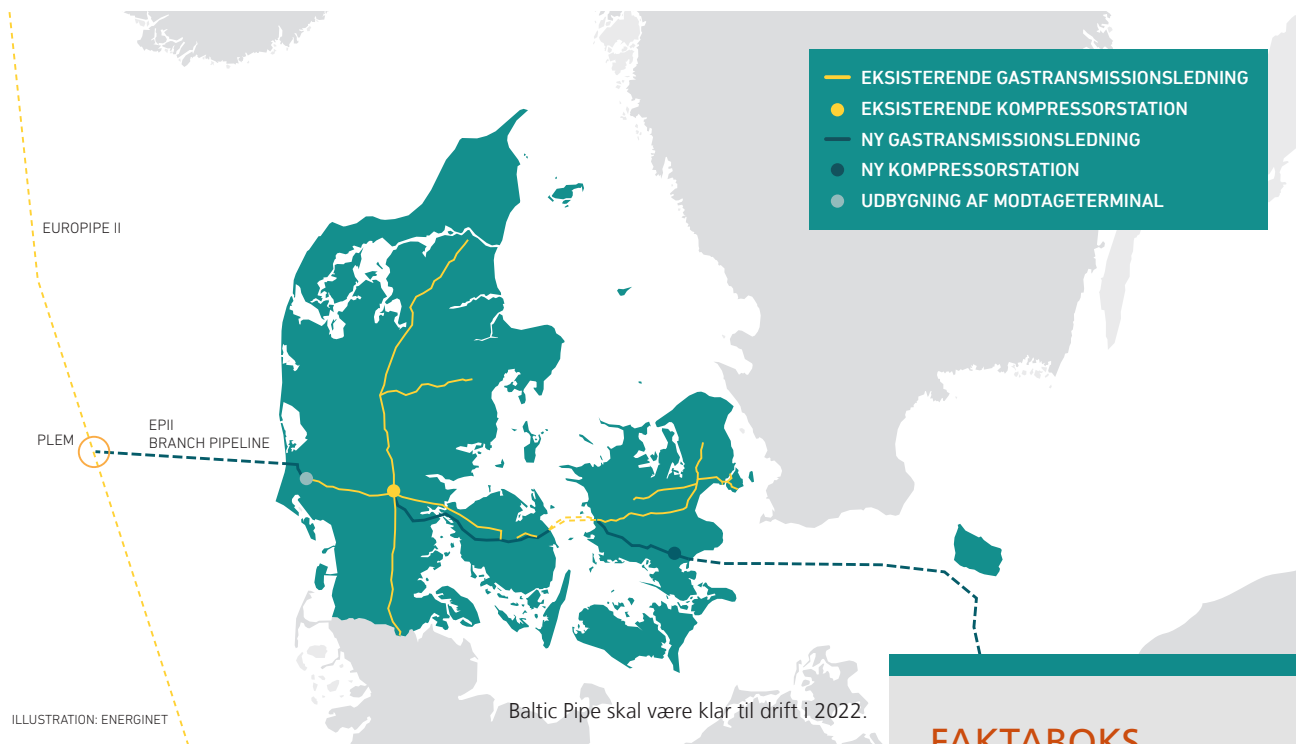 EKSISTERENDE GASTRANSMISSIONSLEDNING
EKSISTERENDE KOMPRESSORSTATION
NY GASTRANSMISSIONSLEDNING
NY KOMPRESSORSTATION
UDBYGNING AF MODTAGETERMINAL
EUROPIPE II
PLEM
EPII
BRANCH PIPELINE
ILLUSTRATION: ENERGINET
Baltic Pipe skal være klar til drift i 2022.
FAKTABOKS